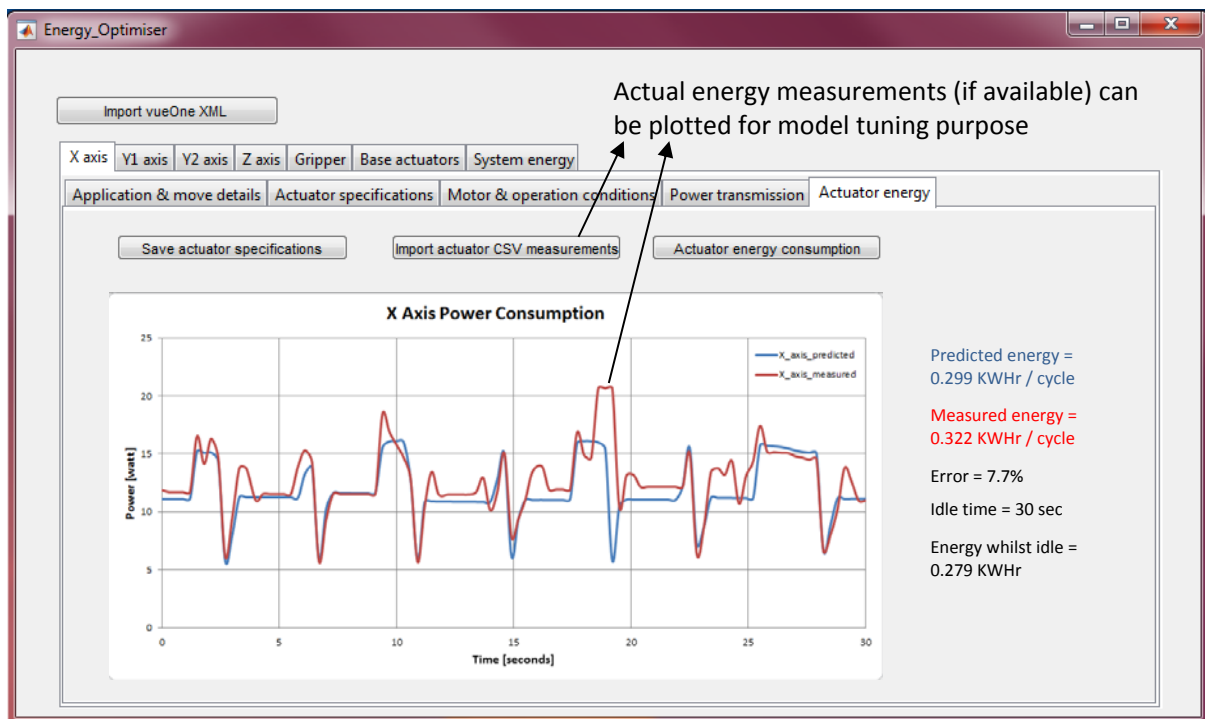 Energy_Optimiser
Import vueOne XML
Actual energy measurements (if available) can
be plotted for model tuning purpose
X axis Y1 axis Y2 axis Z axis Gripper Base actuators System energy
Application & move details Actuator specifications Motor & operation conditions Power transmission Actuator energy
Save actuator specifications Import actuator CSV measurements Actuator energy consumption
X Axis Power Consumption
25
20
15
10
5
0
Power [watt]
X_axis_predicted
X_axis_measured
0 5 10 15 20 25 30
Time [seconds]
Predicted energy =
0.299 KWHr / cycle
Measured energy =
0.322 KWHr / cycle
Error = 7.7%
Idle time = 30 sec
Energy whilst idle =
0.279 KWHr